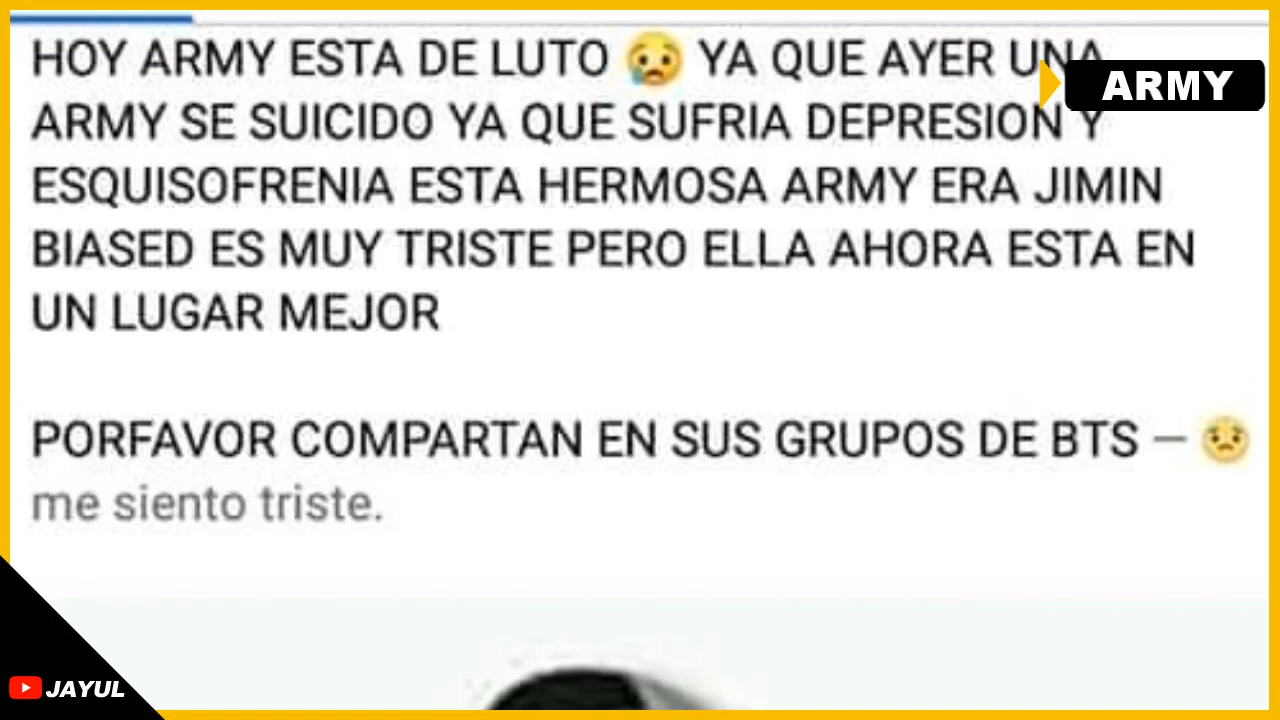 HOY ARMY ESTA DE LUTO 😥 YA QUE AYER UNA
ARMY
ARMY SE SUICIDO YA QUE SUFRIA DEPRESION Y
ESQUISOFRENIA ESTA HERMOSA ARMY ERA JIMIN
BIASED ES MUY TRISTE PERO ELLA AHORA ESTA EN
UN LUGAR MEJOR
PORFAVOR COMPARTAN EN SUS GRUPOS DE BTS — 😟
me siento triste.
JAYUL